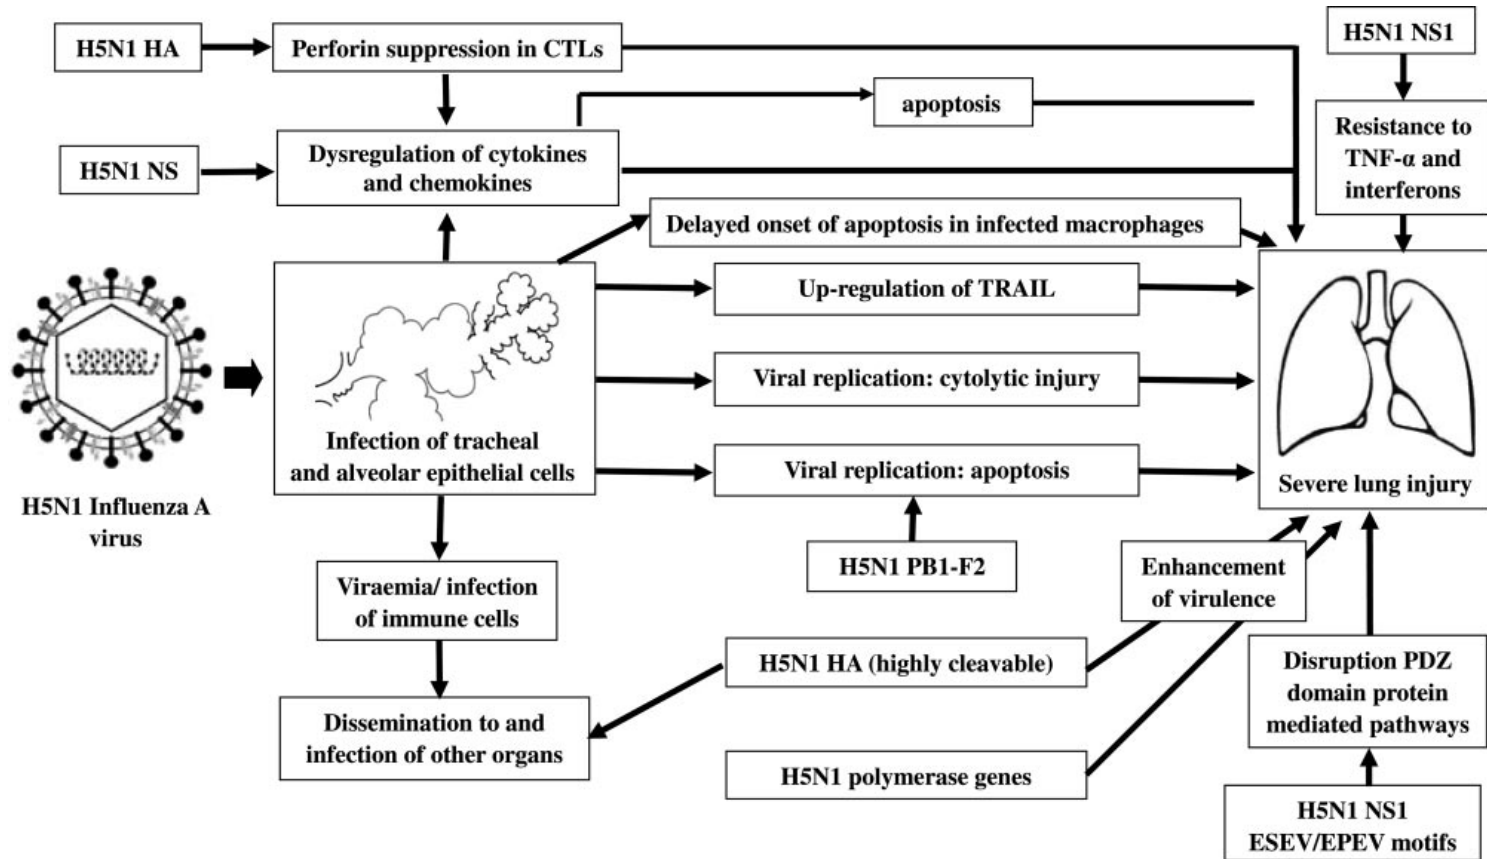 H5N1 HA
Perforin suppression in CTLs
H5N1 NS1
apoptosis
Resistance to
TNF-α and
interferons
H5N1 NS
Dysregulation of cytokines
and chemokines
Delayed onset of apoptosis in infected macrophages
Up-regulation of TRAIL
Viral replication: cytolytic injury
Infection of tracheal
and alveolar epithelial cells
Viral replication: apoptosis
Severe lung injury
H5N1 Influenza A
virus
H5N1 PB1-F2
Enhancement
of virulence
Viraemia/ infection
of immune cells
H5N1 HA (highly cleavable)
Disruption PDZ
domain protein
mediated pathways
Dissemination to and
infection of other organs
H5N1 polymerase genes
H5N1 NS1
ESEV/EPEV motifs